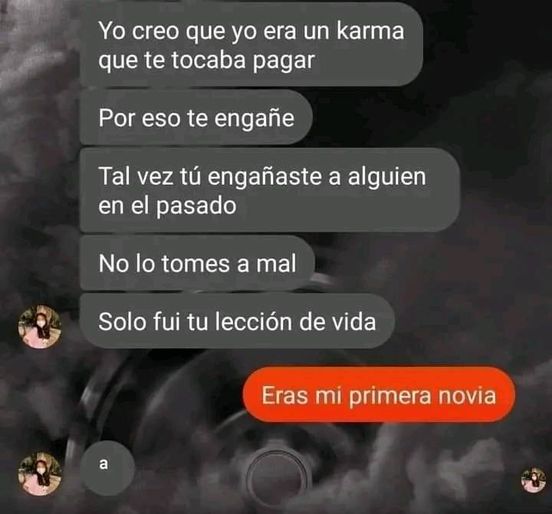 Yo creo que yo era un karma
que te tocaba pagar
Por eso te engañe
Tal vez tú engañaste a alguien
en el pasado
No lo tomes a mal
Solo fui tu lección de vida
Eras mi primera novia
a